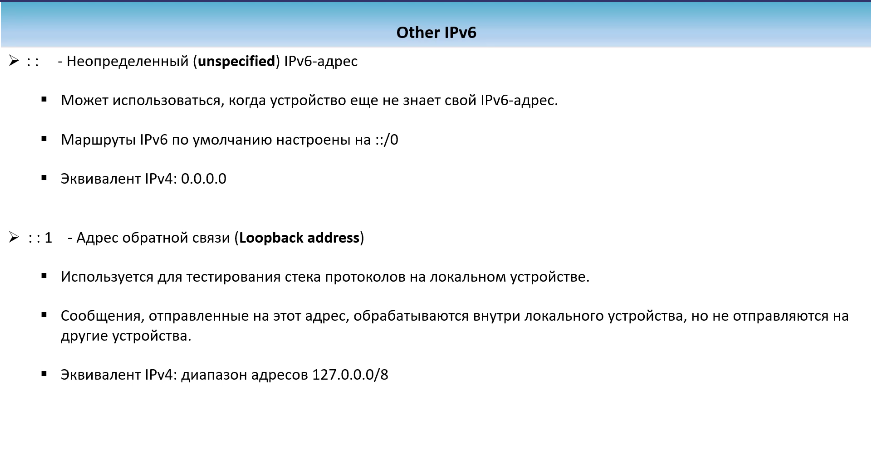 Other IPv6
➢ : : - Неопределенный (unspecified) IPv6-адрес
▪ Может использоваться, когда устройство еще не знает свой IPv6-адрес.
▪ Маршруты IPv6 по умолчанию настроены на ::/0
▪ Эквивалент IPv4: 0.0.0.0
➢ : : 1 - Адрес обратной связи (Loopback address)
▪ Используется для тестирования стека протоколов на локальном устройстве.
▪ Сообщения, отправленные на этот адрес, обрабатываются внутри локального устройства, но не отправляются на
другие устройства.
▪ Эквивалент IPv4: диапазон адресов 127.0.0.0/8